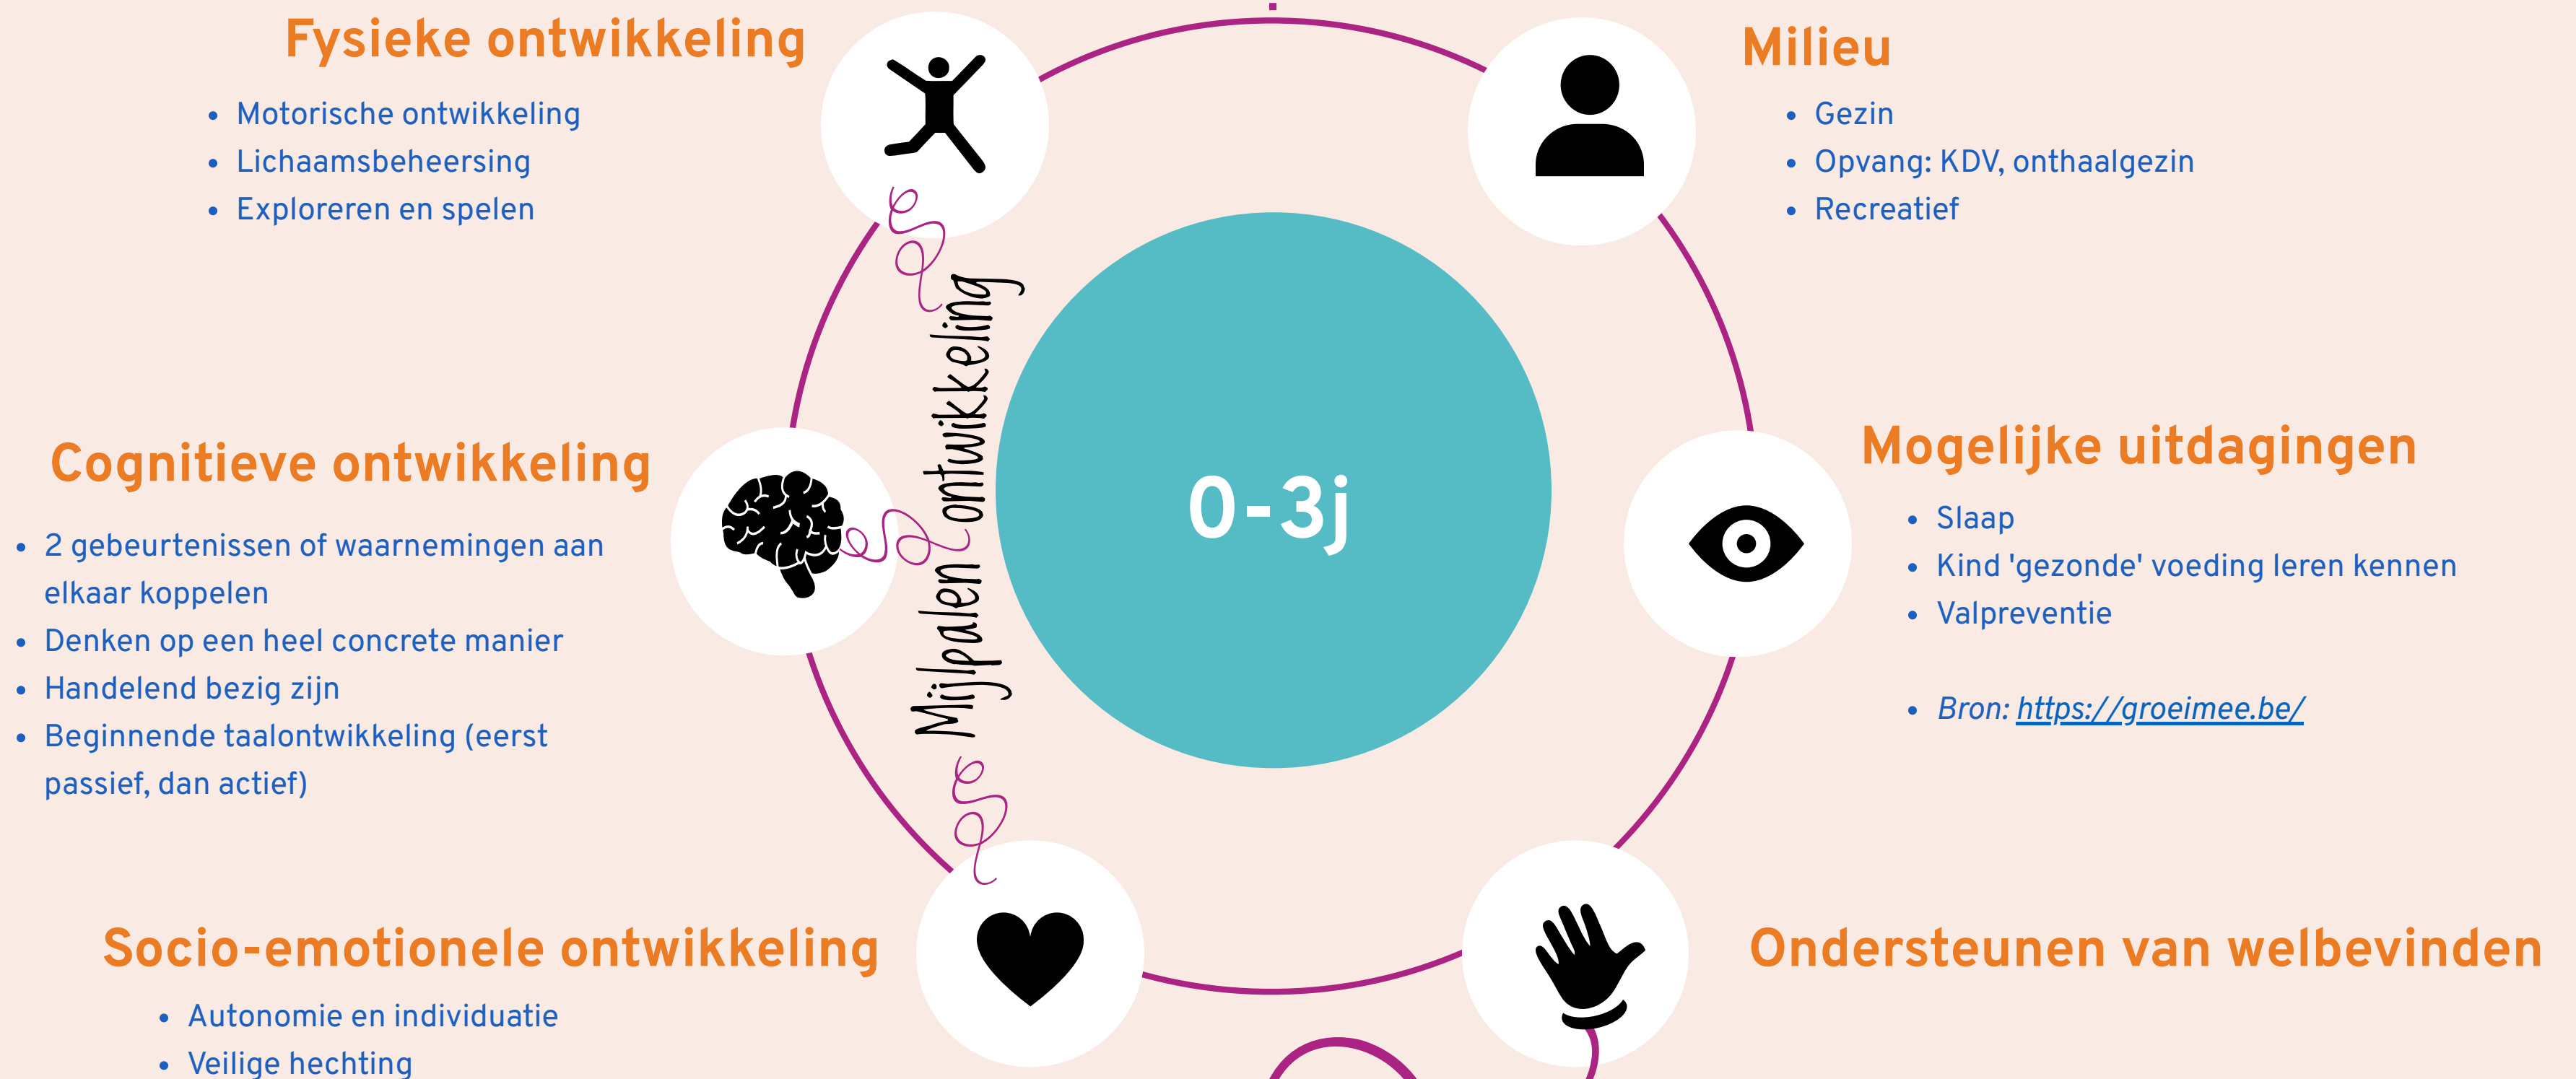 Fysieke ontwikkeling
Motorische ontwikkeling
Lichaamsbeheersing
Exploreren en spelen
Milieu
Gezin
Opvang: KDV, onthaalgezin
Recreatief
Mijlpalen ontwikkeling
0-3j
Cognitieve ontwikkeling
2 gebeurtenissen of waarnemingen aan
elkaar koppelen
Denken op een heel concrete manier
Handelend bezig zijn
Beginnende taalontwikkeling (eerst
passief, dan actief)
Mogelijke uitdagingen
Slaap
Kind 'gezonde' voeding leren kennen
Valpreventie
Bron: https://groeimee.be/
Socio-emotionele ontwikkeling
Autonomie en individuatie
Veilige hechting
Ondersteunen van welbevinden